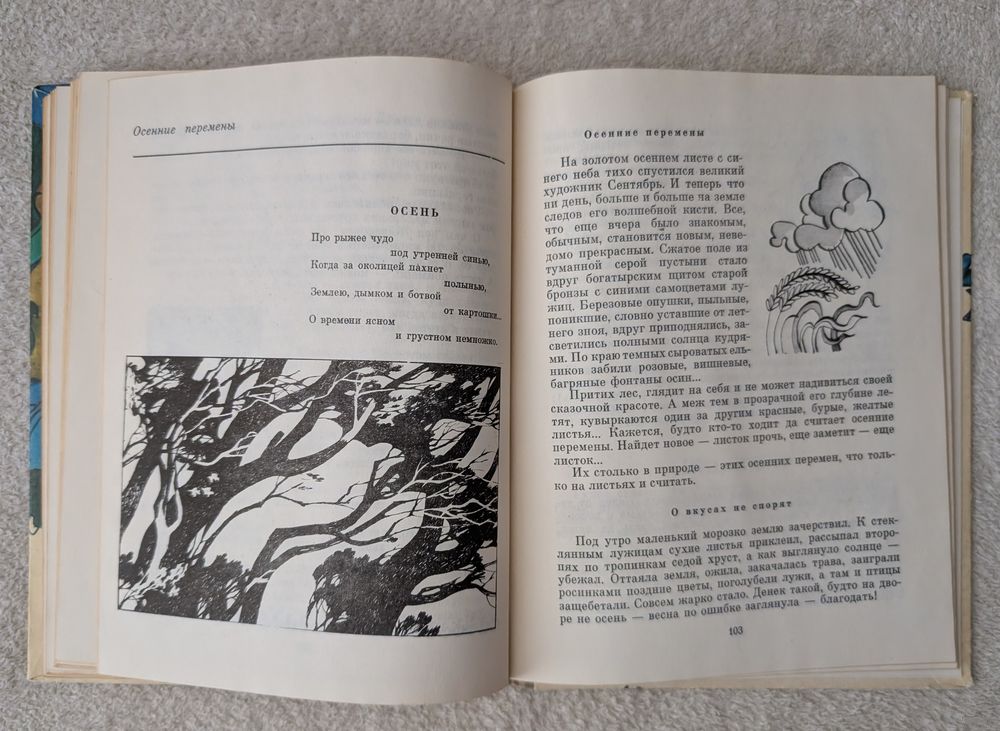 Осенние перемены
ОСЕНЬ
Про рыжее чудо
под утренней синью,
Когда за околицей пахнет
полынью,
Землею, дымком и ботвой
от картошки...
О времени ясном
и грустном немножко.
Осенние перемены
На золотом осеннем листе с си-
него неба тихо спустился великий
художник Сентябрь. И теперь что
ни день, больше и больше на земле
следов его волшебной кисти. Все,
что еще вчера было знакомым,
обычным, становится новым, неве-
домо прекрасным. Сжатое поле из
туманной серой пустыни стало
вдруг богатырским щитом старой
бронзы с синими самоцветами лу-
жиц. Березовые опушки, пыльные,
поникшие, словно уставшие от лет-
него зноя, вдруг приподнялись, за-
светились полными солнца кудря-
ми. По краю темных сыроватых ель-
ников забили розовые, вишневые,
багряные фонтаны осин...
Притих лес, глядит на себя и не может надивиться своей
сказочной красоте. А меж тем в прозрачной его глубине ле-
тят, кувыркаются один за другим красные, бурые, желтые
листья... Кажется, будто кто-то ходит да считает осенние
перемены. Найдет новое — листок прочь, еще заметит — еще
листок...
Их столько в природе — этих осенних перемен, что толь-
ко на листьях и считать.
О вкусах не спорят
Под утро маленький морозко землю зачерствил. К стек-
лянным лужицам сухие листья приклеил, рассыпал второ-
пях по тропинкам седой хруст, а как выглянуло солнце —
убежал. Оттаяла земля, ожила, закачалась трава, заиграли
росинками поздние цветы, поголубели лужи, а там и птицы
защебетали. Совсем жарко стало. Денек такой, будто на дво-
ре не осень — весна по ошибке заглянула — благодать!
103